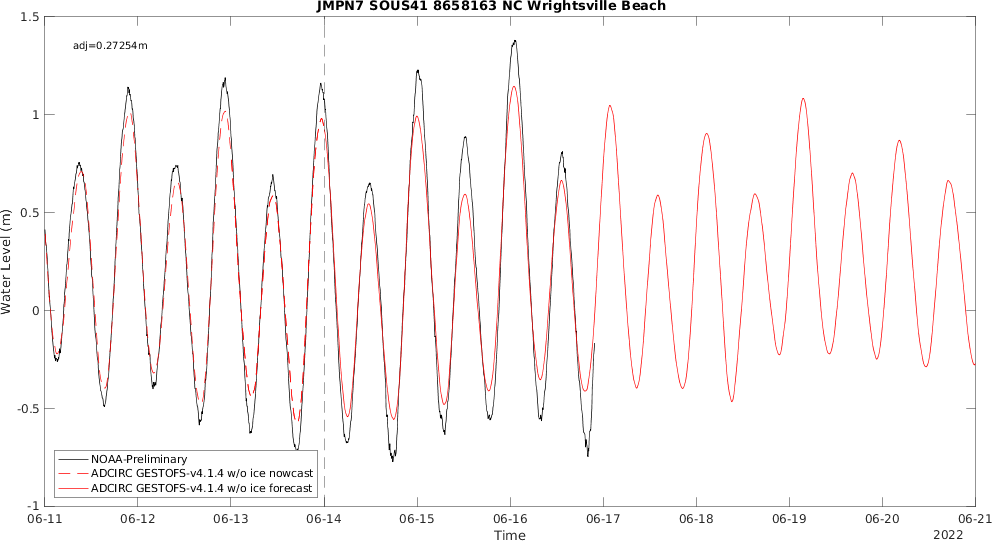 JMPN7 SOUS41 8658163 NC Wrightsville Beach
adj=0.27254m
1.5
1
0.5
0
-0.5
-1
Water Level (m)
NOAA-Preliminary
ADCIRC GESTOFS-v4.1.4 w/o ice nowcast
ADCIRC GESTOFS-v4.1.4 w/o ice forecast
06-11 06-12 06-13 06-14 06-15 06-16 06-17 06-18 06-19 06-20 06-21
Time
2022